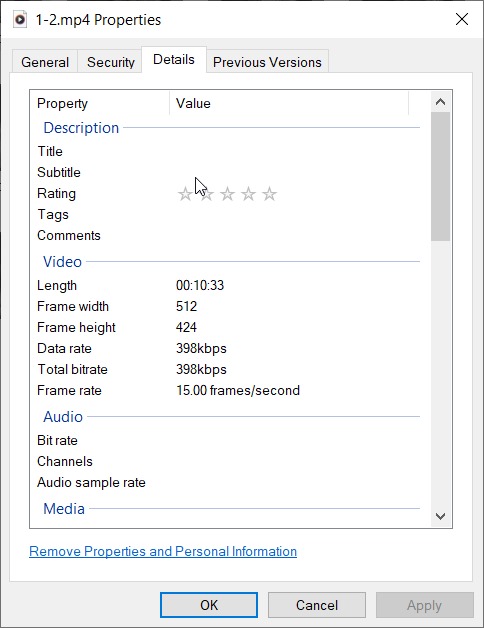 1-2.mp4 Properties
General Security Details Previous Versions
Property Value
Description
Title
Subtitle
Rating
Tags
Comments
Video
Length 00:10:33
Frame width 512
Frame height 424
Data rate 398kbps
Total bitrate 398kbps
Frame rate 15.00 frames/second
Audio
Bit rate
Channels
Audio sample rate
Media
Remove Properties and Personal Information
OK Cancel Apply